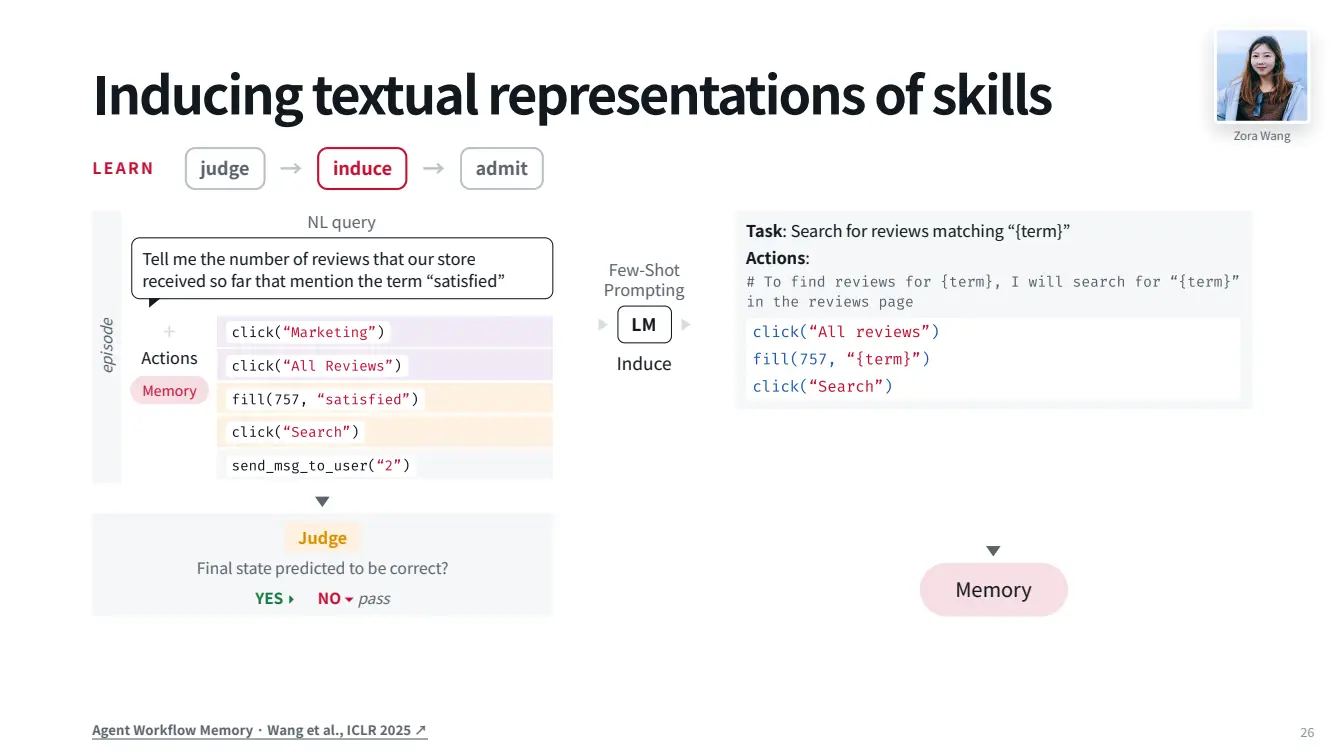 Inducing textual representations of skills
Zora Wang
LEARN
judge → induce → admit
NL query
Tell me the number of reviews that our store
received so far that mention the term “satisfied”
episode
+
Actions
Memory
click(“Marketing”)
click(“All Reviews”)
fill(757, “satisfied”)
click(“Search”)
send_msg_to_user(“2”)
Judge
Final state predicted to be correct?
YES NO pass
Few-Shot
Prompting
LM
Induce
Task: Search for reviews matching “{term}”
Actions:
# To find reviews for {term}, I will search for “{term}”
in the reviews page
click(“All reviews”)
fill(757, “{term}”)
click(“Search”)
Memory
Agent Workflow Memory · Wang et al., ICLR 2025 ↗
26